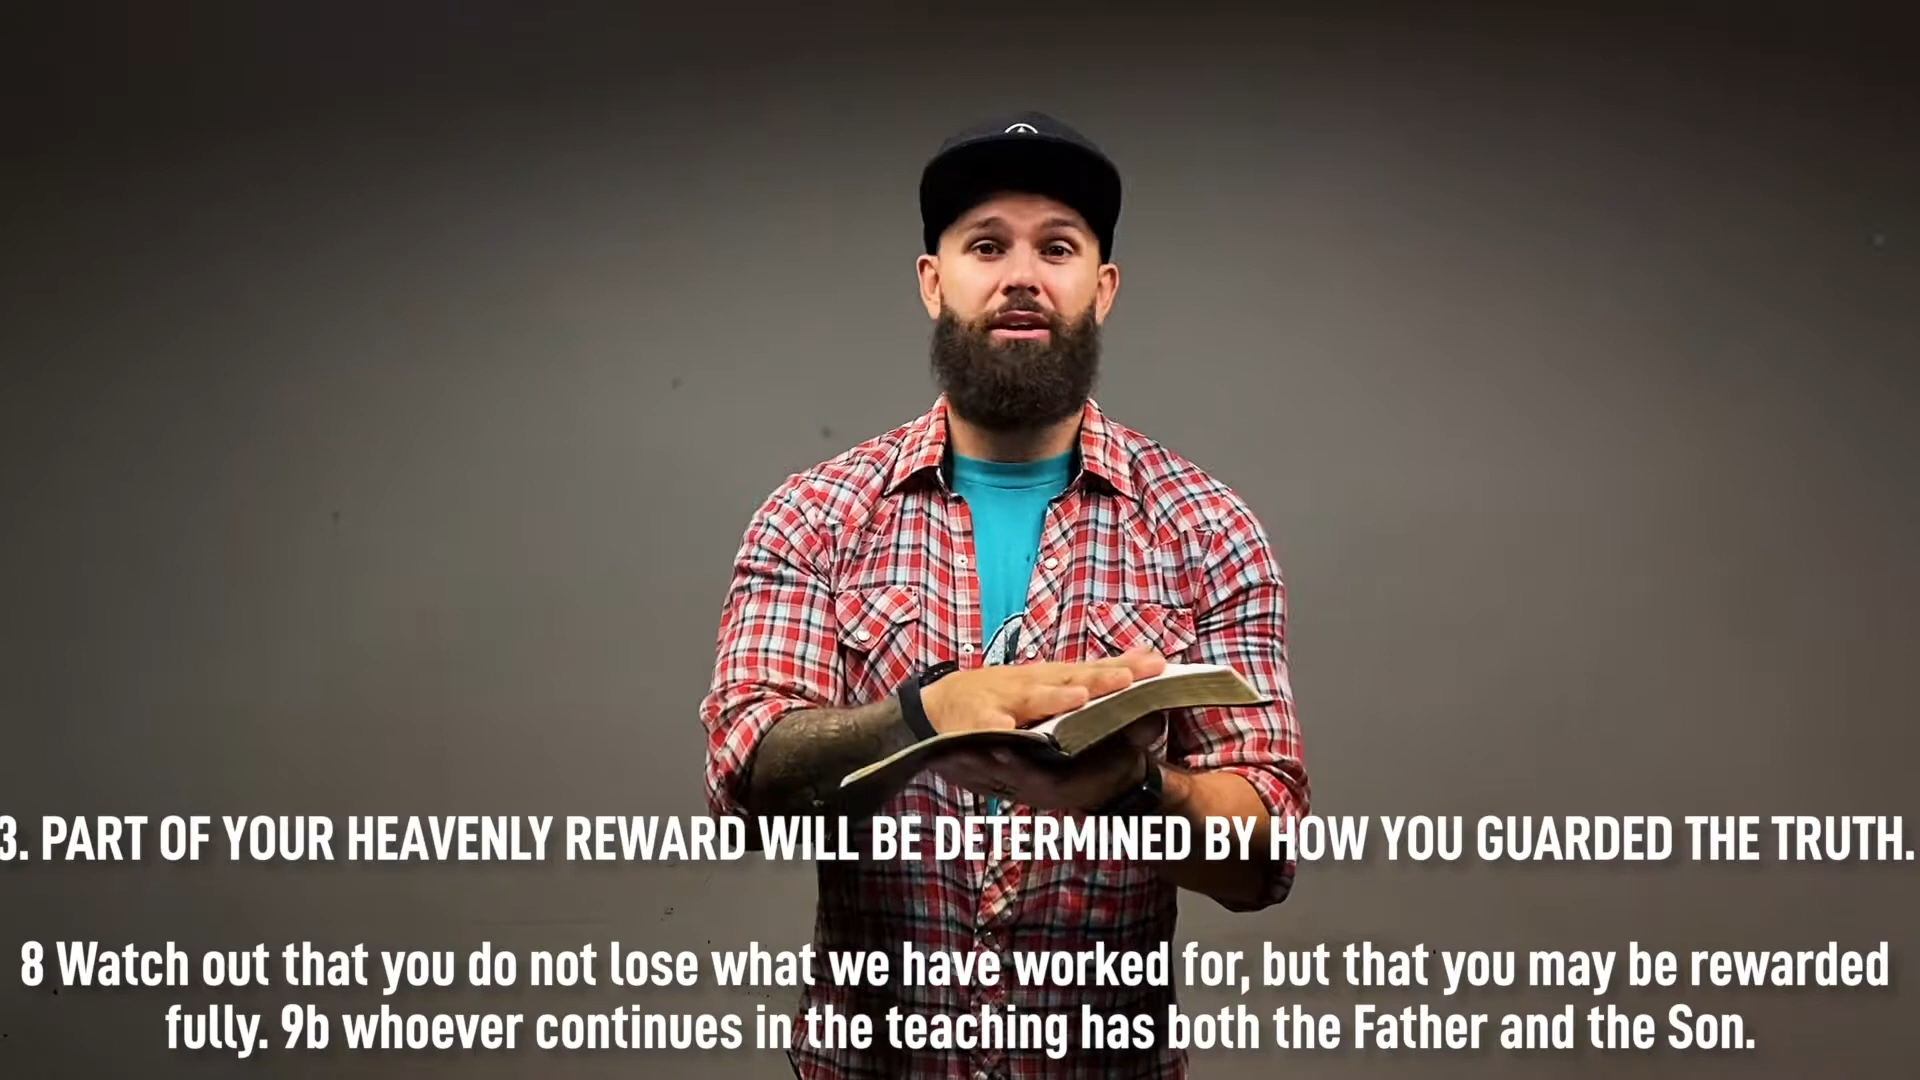 3. PART OF YOUR HEAVENLY REWARD WILL BE DETERMINED BY HOW YOU GUARDED THE TRUTH.
8 Watch out that you do not lose what we have worked for, but that you may be rewarded
fully. 9b whoever continues in the teaching has both the Father and the Son.